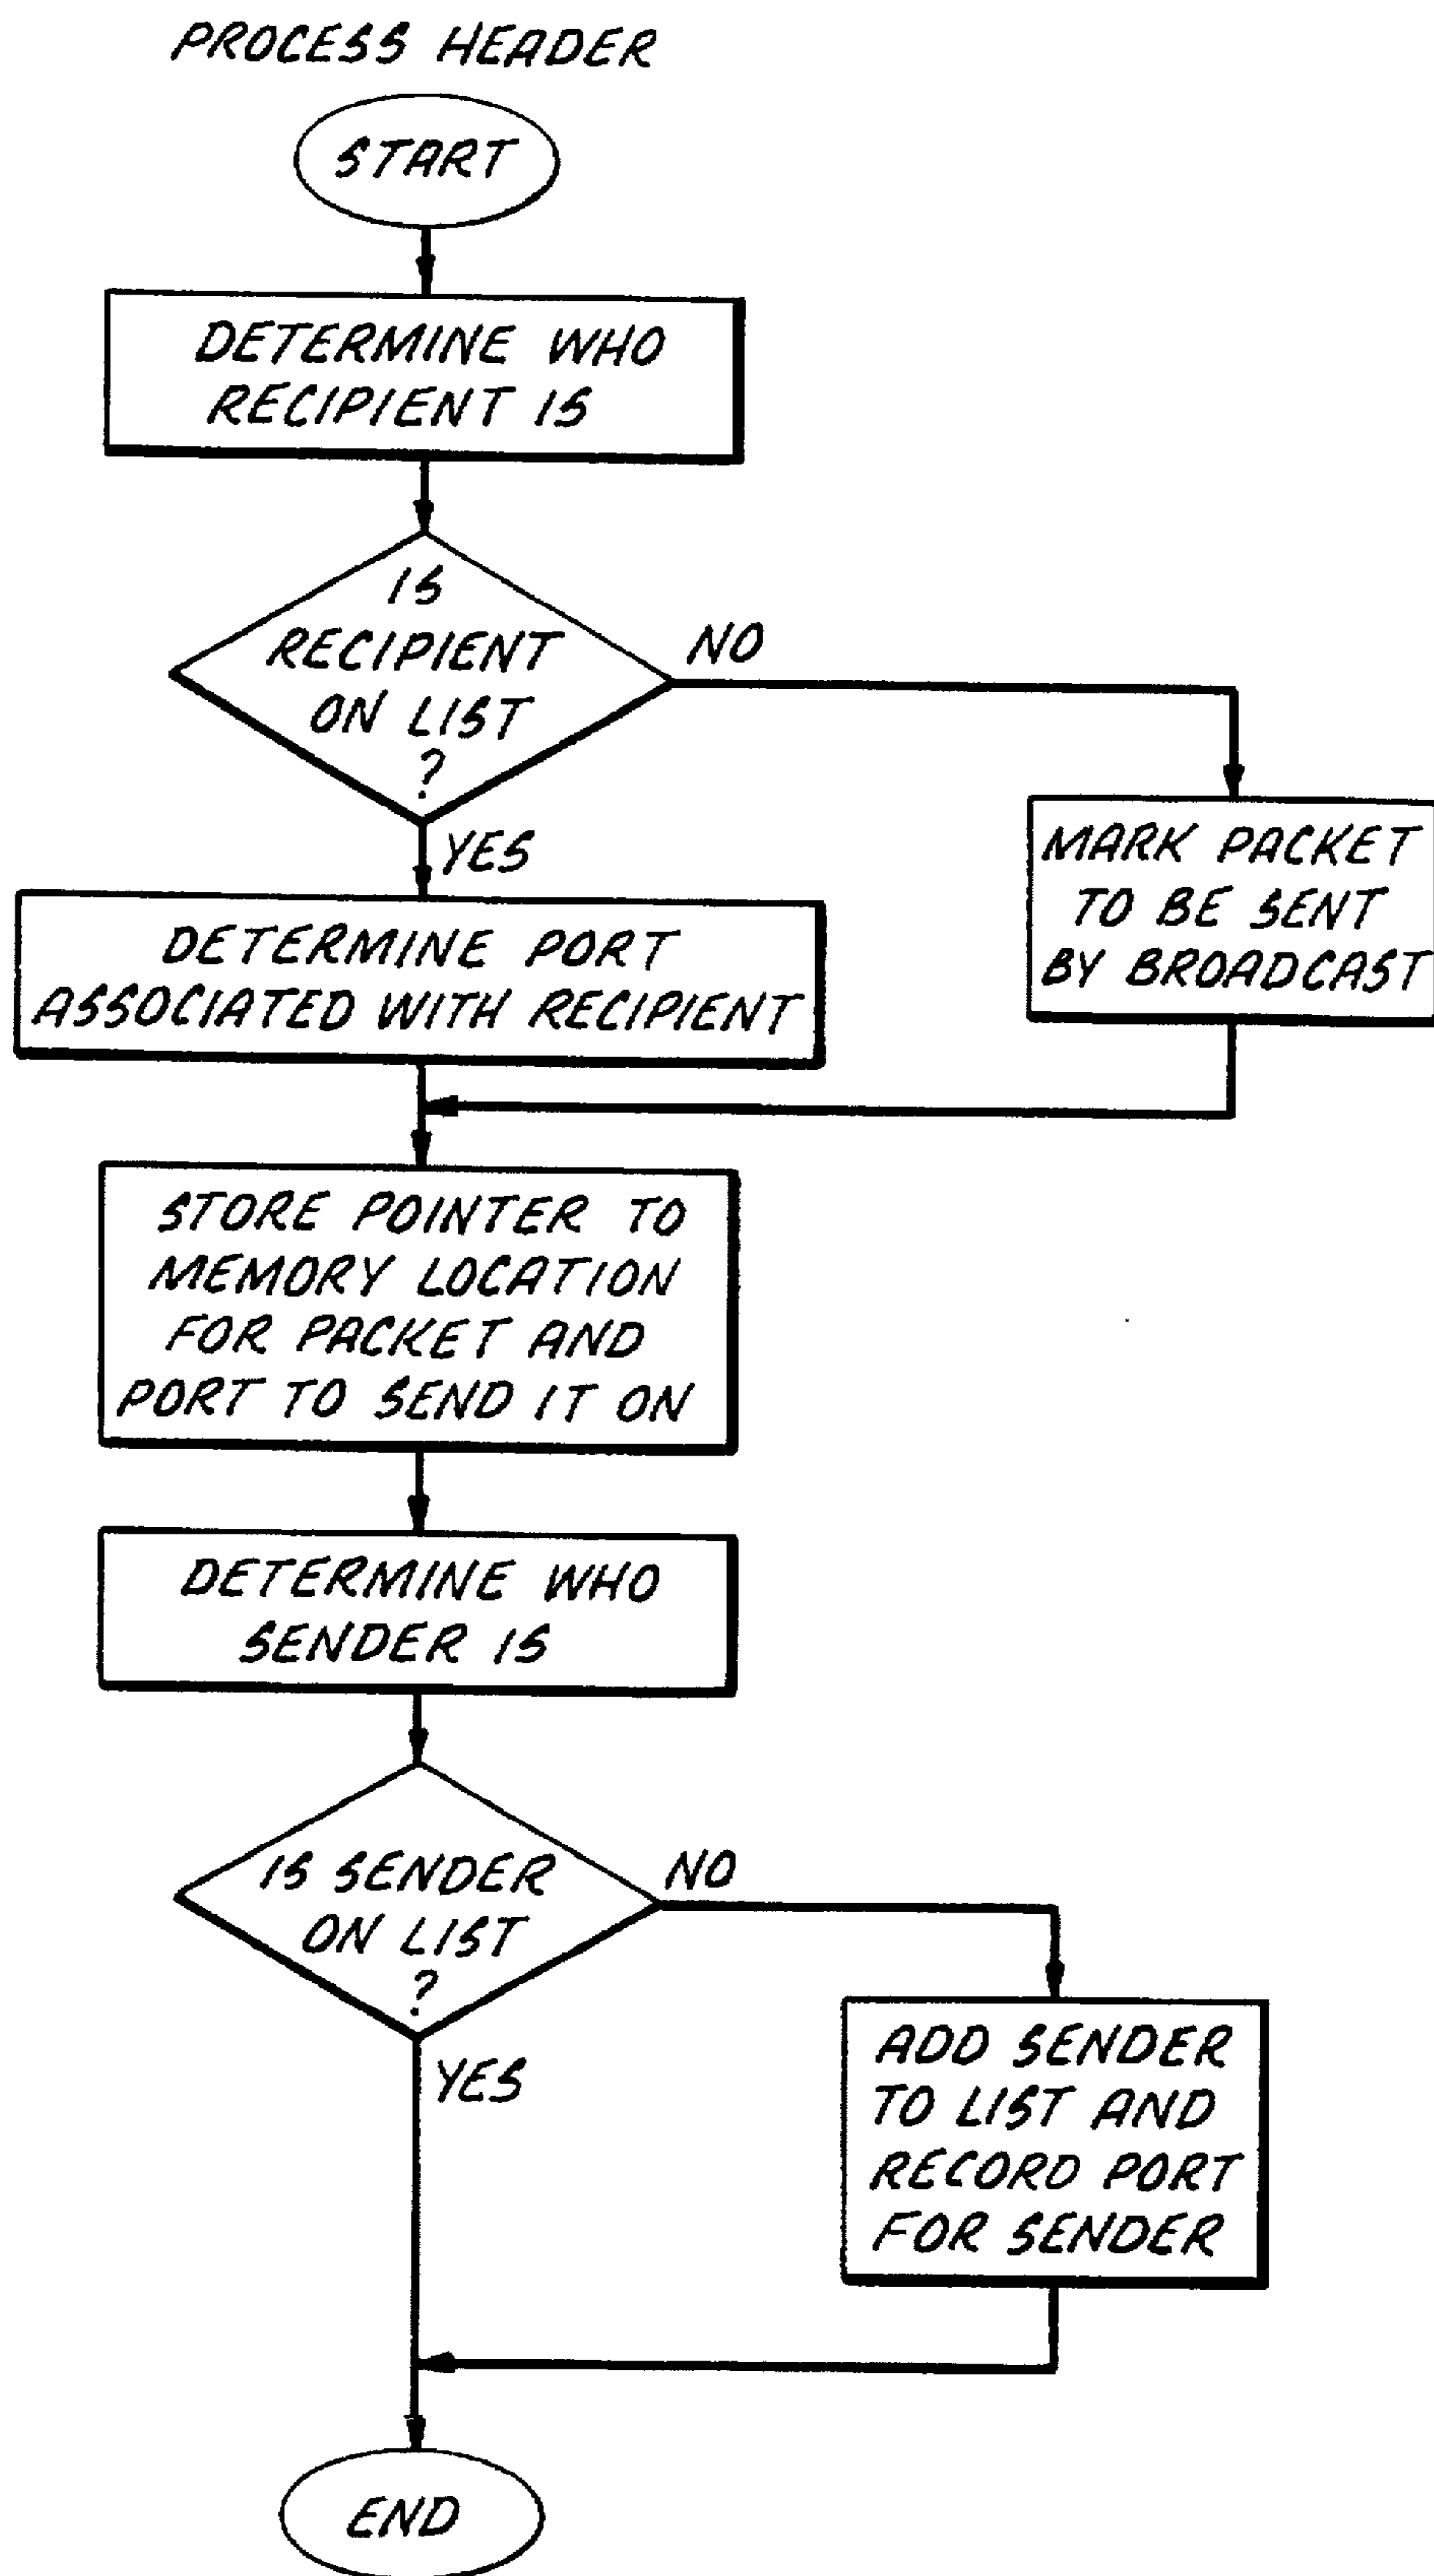 PROCESS HEADER
START
DETERMINE WHO
RECIPIENT IS
IS
RECIPIENT
ON LIST
?
NO
YES
MARK PACKET
TO BE SENT
BY BROADCAST
DETERMINE PORT
ASSOCIATED WITH RECIPIENT
STORE POINTER TO
MEMORY LOCATION
FOR PACKET AND
PORT TO SEND IT ON
DETERMINE WHO
SENDER IS
IS SENDER
ON LIST
?
NO
YES
ADD SENDER
TO LIST AND
RECORD PORT
FOR SENDER
END